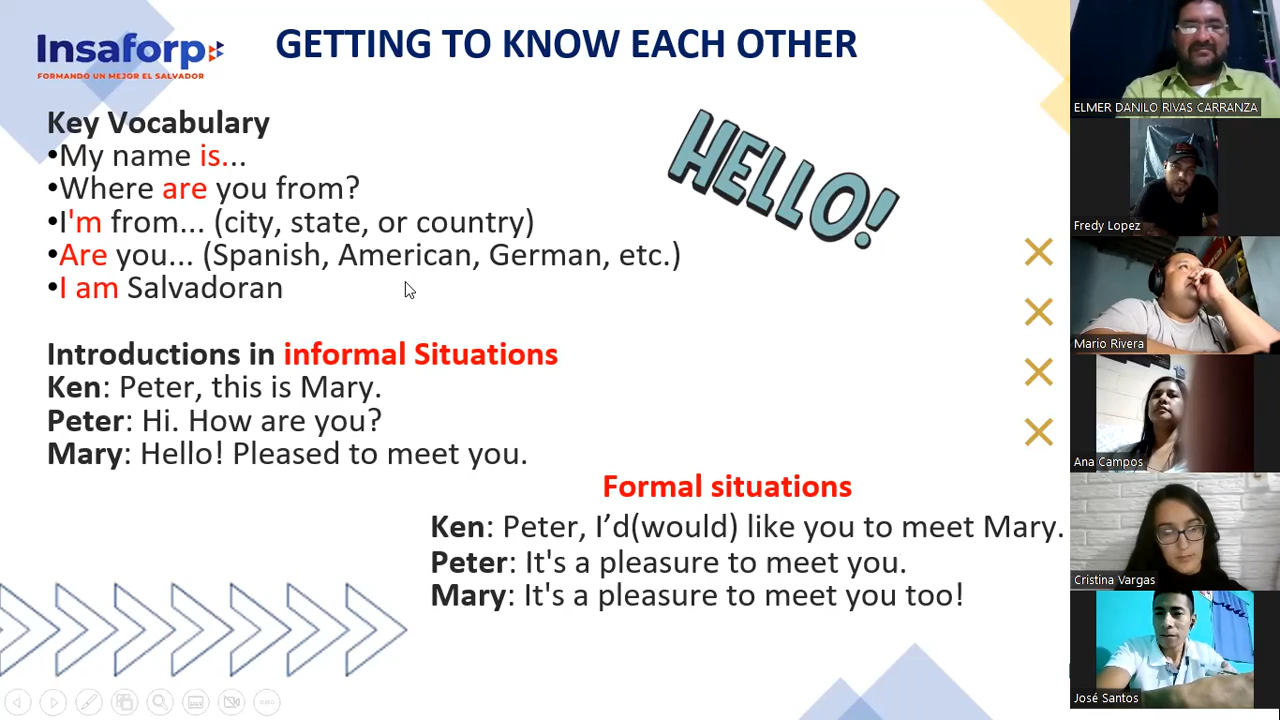 Insaforp
FORMANDO UN MEJOR EL SALVADOR
GETTING TO KNOW EACH OTHER
Key Vocabulary
•My name is...
•Where are you from?
•I'm from... (city, state, or country)
•Are you... (Spanish, American, German, etc.)
•I am Salvadoran
HELLO!
Introductions in informal Situations
Ken: Peter, this is Mary.
Peter: Hi. How are you?
Mary: Hello! Pleased to meet you.
Formal situations
Ken: Peter, I’d(would) like you to meet Mary.
Peter: It's a pleasure to meet you.
Mary: It's a pleasure to meet you too!
ELMER DANILO RIVAS CARRANZA
Fredy Lopez
Mario Rivera
Ana Campos
Cristina Vargas
José Santos